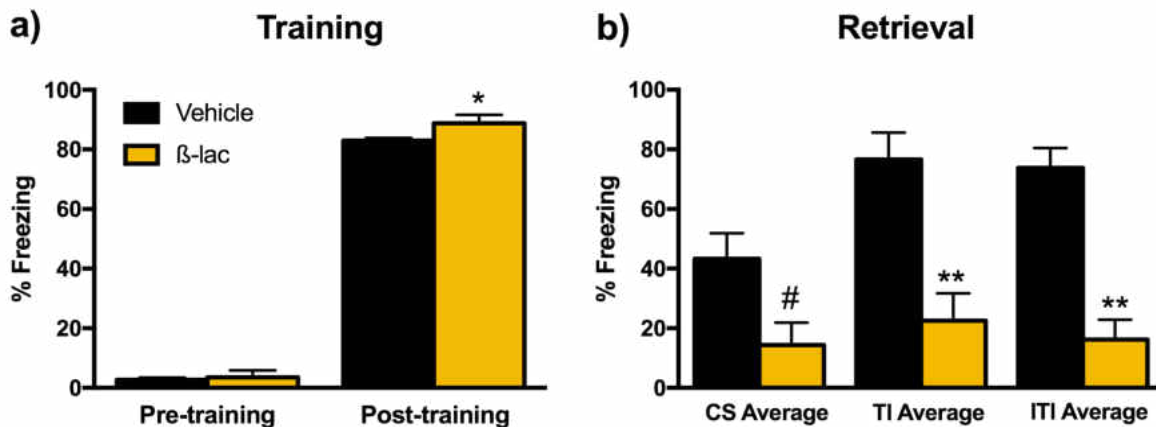 a)
Training
% Freezing
100
80
60
40
20
0
Vehicle
ß-lac
*
Pre-training
Post-training
b)
Retrieval
% Freezing
100
80
60
40
20
0
#
**
**
CS Average
TI Average
ITI Average